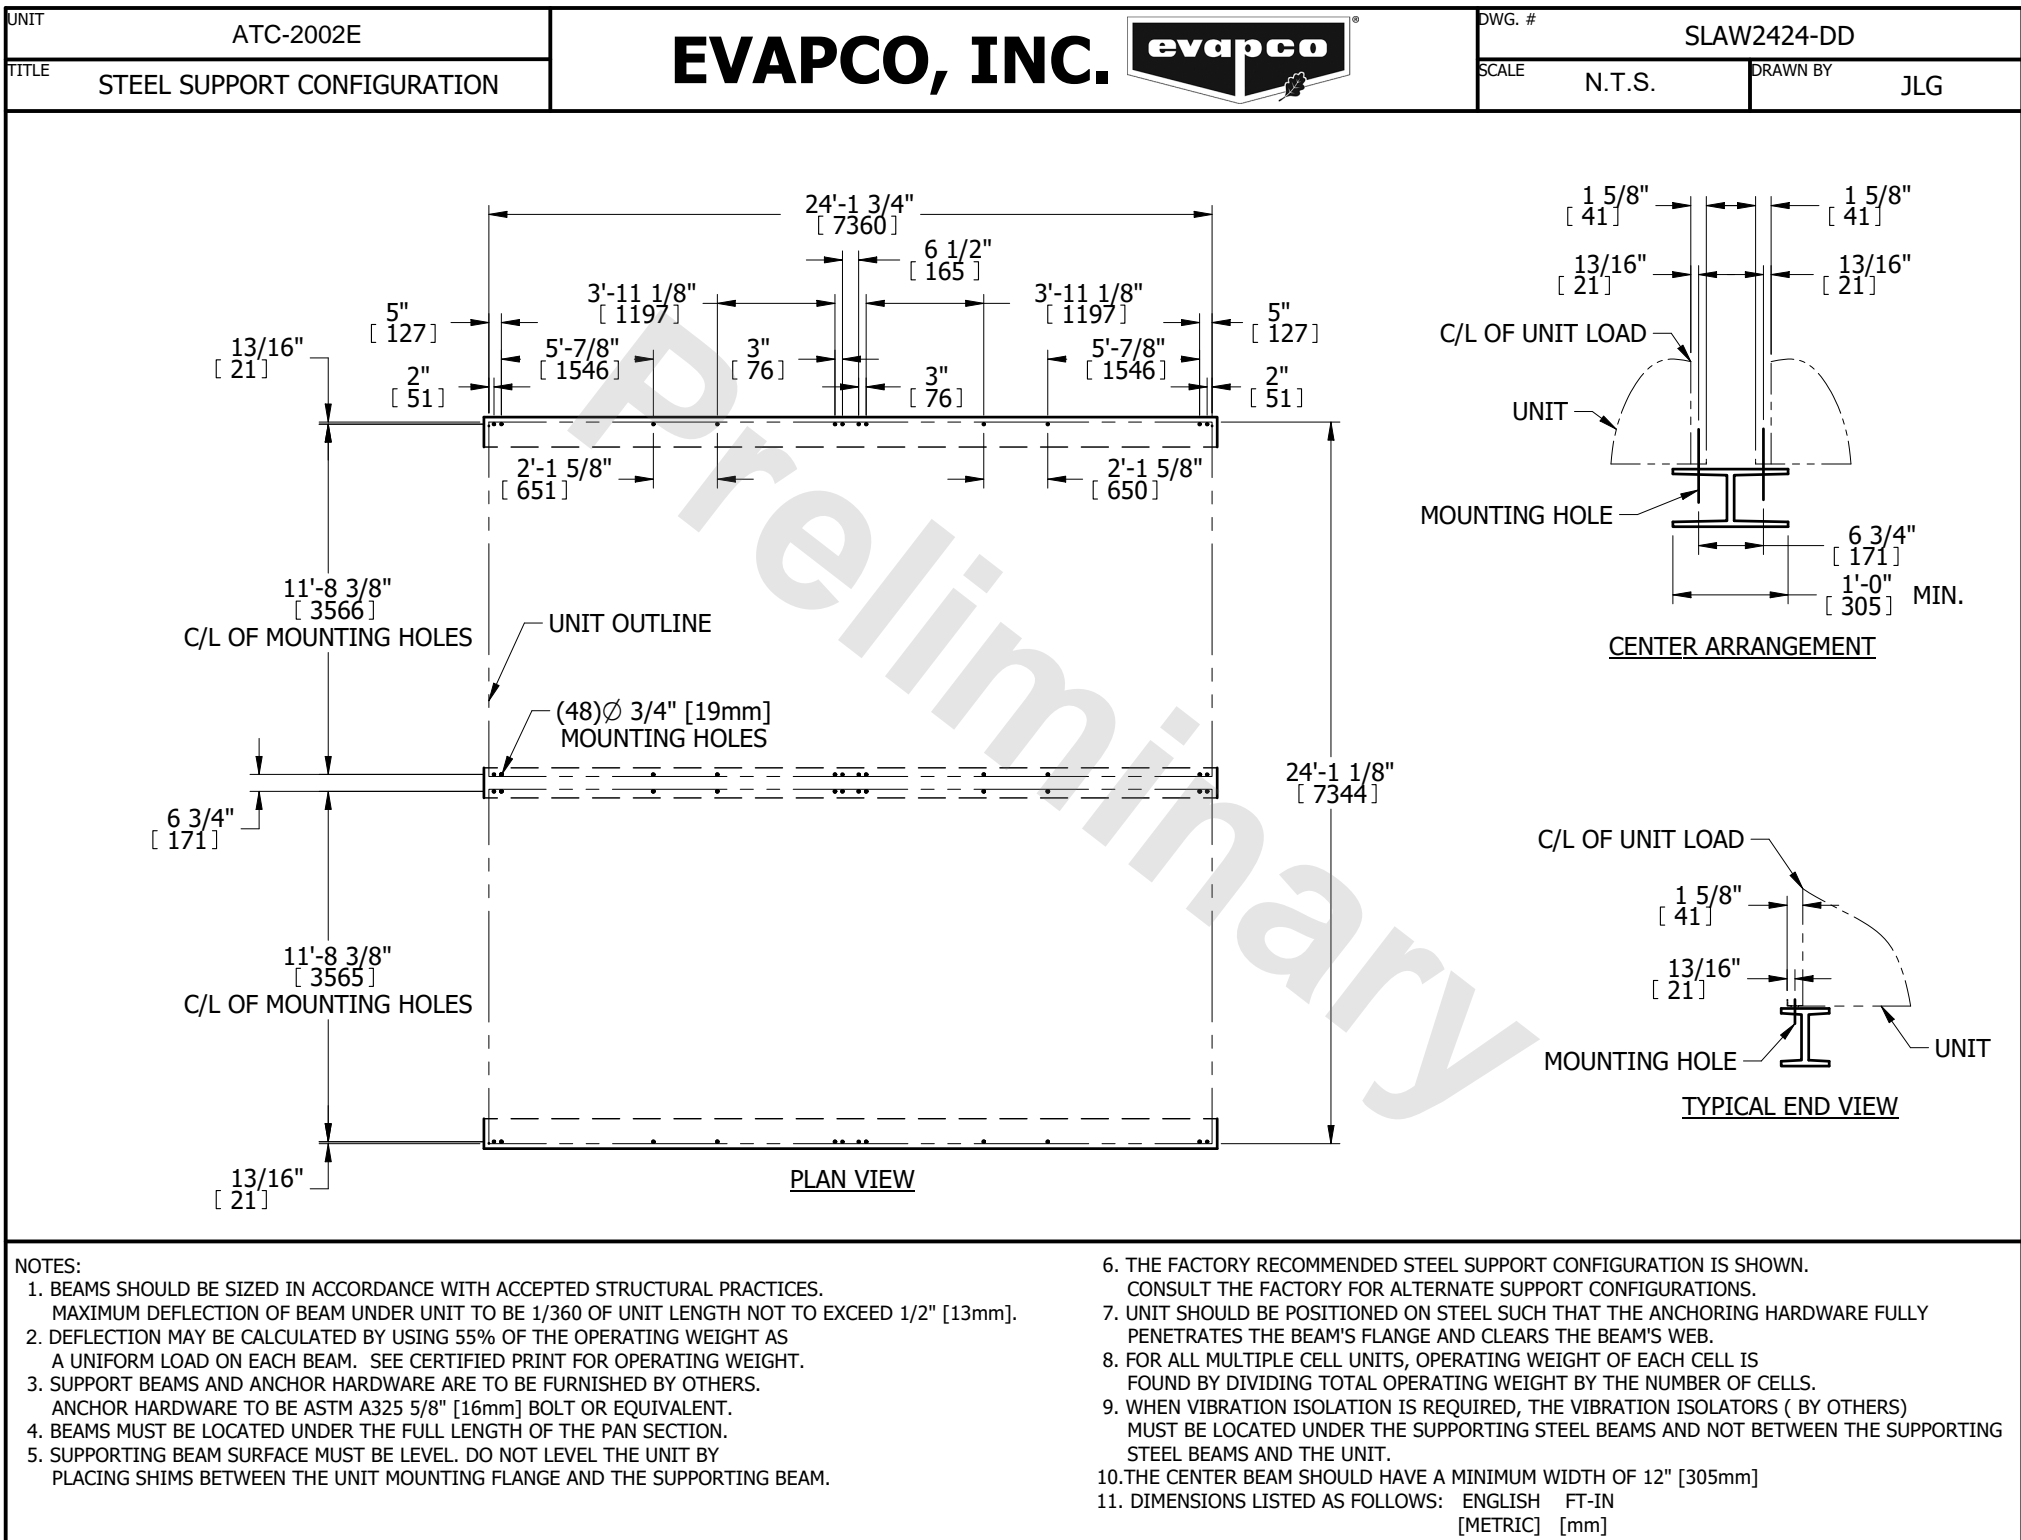 UNIT
ATC-2002E
TITLE
STEEL SUPPORT CONFIGURATION
EVAPCO, INC.
evapco
®
DWG. #
SLAW2424-DD
SCALE
N.T.S.
DRAWN BY
JLG
24'-1 3/4"
[ 7360 ]
6 1/2"
[ 165 ]
3'-11 1/8"
[ 1197 ]
3'-11 1/8"
[ 1197 ]
5"
[ 127 ]
5"
[ 127 ]
13/16"
[ 21 ]
5'-7/8"
[ 1546 ]
3"
[ 76 ]
5'-7/8"
[ 1546 ]
2"
[ 51 ]
3"
[ 76 ]
2"
[ 51 ]
2'-1 5/8"
[ 651 ]
2'-1 5/8"
[ 650 ]
11'-8 3/8"
[ 3566 ]
C/L OF MOUNTING HOLES
UNIT OUTLINE
(48)∅ 3/4" [19mm]
MOUNTING HOLES
6 3/4"
[ 171 ]
24'-1 1/8"
[ 7344 ]
11'-8 3/8"
[ 3565 ]
C/L OF MOUNTING HOLES
13/16"
[ 21 ]
PLAN VIEW
Preliminary
1 5/8"
[ 41 ]
1 5/8"
[ 41 ]
13/16"
[ 21 ]
13/16"
[ 21 ]
C/L OF UNIT LOAD
UNIT
MOUNTING HOLE
6 3/4"
[ 171 ]
1'-0"
[ 305 ] MIN.
CENTER ARRANGEMENT
C/L OF UNIT LOAD
1 5/8"
[ 41 ]
13/16"
[ 21 ]
MOUNTING HOLE
UNIT
TYPICAL END VIEW
NOTES:
1. BEAMS SHOULD BE SIZED IN ACCORDANCE WITH ACCEPTED STRUCTURAL PRACTICES.
MAXIMUM DEFLECTION OF BEAM UNDER UNIT TO BE 1/360 OF UNIT LENGTH NOT TO EXCEED 1/2" [13mm].
2. DEFLECTION MAY BE CALCULATED BY USING 55% OF THE OPERATING WEIGHT AS
A UNIFORM LOAD ON EACH BEAM. SEE CERTIFIED PRINT FOR OPERATING WEIGHT.
3. SUPPORT BEAMS AND ANCHOR HARDWARE ARE TO BE FURNISHED BY OTHERS.
ANCHOR HARDWARE TO BE ASTM A325 5/8" [16mm] BOLT OR EQUIVALENT.
4. BEAMS MUST BE LOCATED UNDER THE FULL LENGTH OF THE PAN SECTION.
5. SUPPORTING BEAM SURFACE MUST BE LEVEL. DO NOT LEVEL THE UNIT BY
PLACING SHIMS BETWEEN THE UNIT MOUNTING FLANGE AND THE SUPPORTING BEAM.
6. THE FACTORY RECOMMENDED STEEL SUPPORT CONFIGURATION IS SHOWN.
CONSULT THE FACTORY FOR ALTERNATE SUPPORT CONFIGURATIONS.
7. UNIT SHOULD BE POSITIONED ON STEEL SUCH THAT THE ANCHORING HARDWARE FULLY
PENETRATES THE BEAM'S FLANGE AND CLEARS THE BEAM'S WEB.
8. FOR ALL MULTIPLE CELL UNITS, OPERATING WEIGHT OF EACH CELL IS
FOUND BY DIVIDING TOTAL OPERATING WEIGHT BY THE NUMBER OF CELLS.
9. WHEN VIBRATION ISOLATION IS REQUIRED, THE VIBRATION ISOLATORS ( BY OTHERS)
MUST BE LOCATED UNDER THE SUPPORTING STEEL BEAMS AND NOT BETWEEN THE SUPPORTING
STEEL BEAMS AND THE UNIT.
10.THE CENTER BEAM SHOULD HAVE A MINIMUM WIDTH OF 12" [305mm]
11. DIMENSIONS LISTED AS FOLLOWS: ENGLISH FT-IN
[METRIC] [mm]